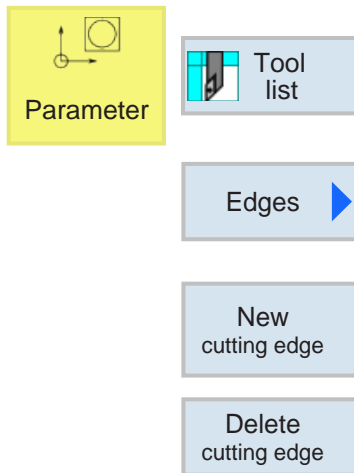 Parameter
Tool
list
Edges
New
cutting edge
Delete
cutting edge